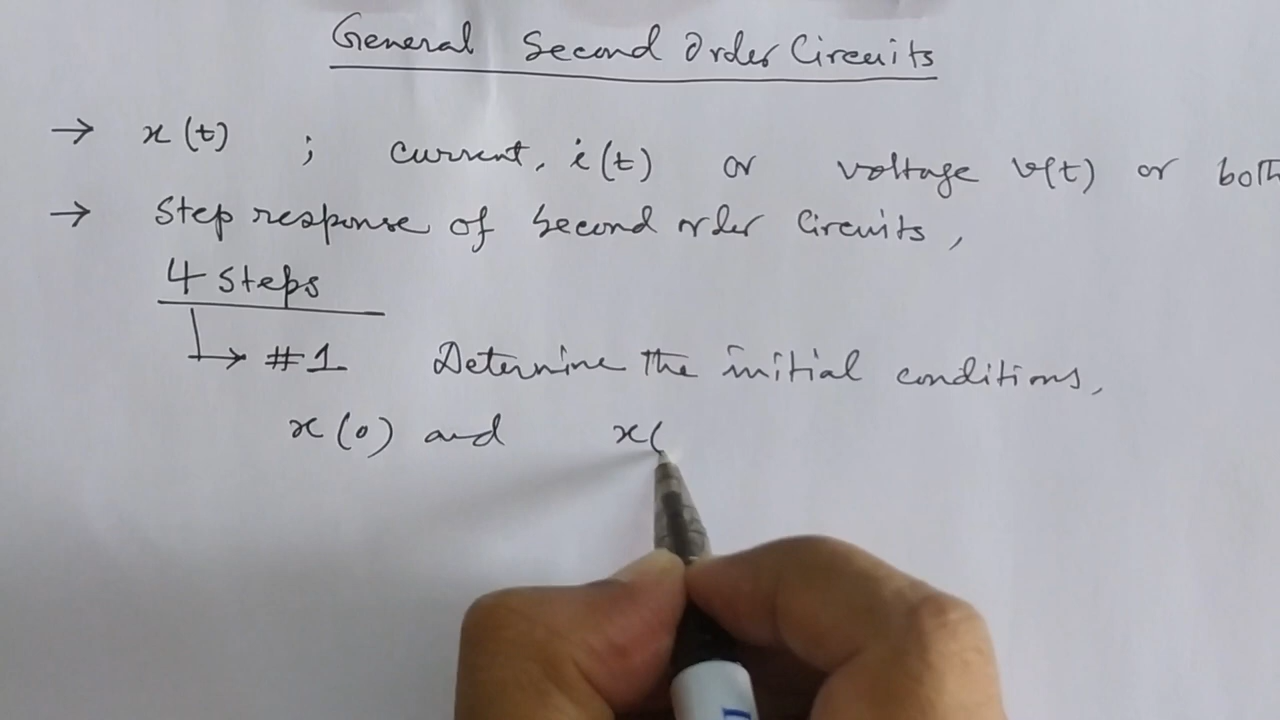 General Second Order Circuits
→ x(t) ; current, i(t) or voltage v(t) or both
→ Step response of second order circuits,
4 steps
↳ #1 Determine the initial conditions,
x(0) and x(